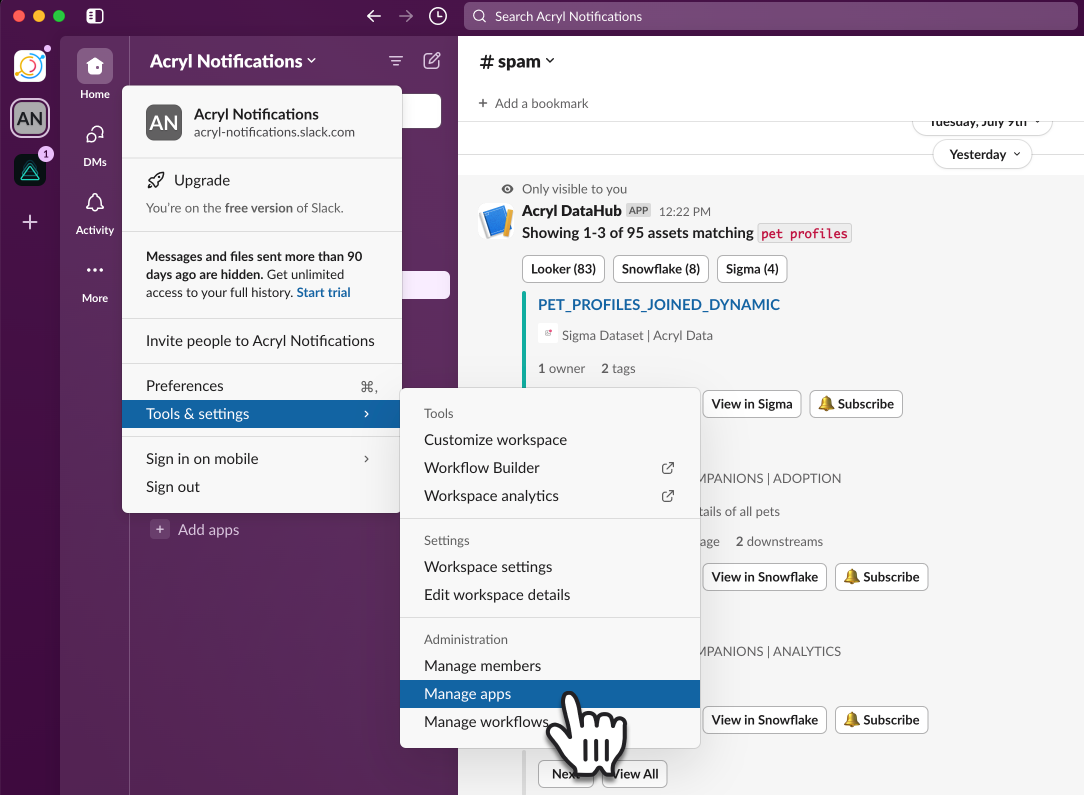 Search Acryl Notifications
AN
1
Home
DMs
Activity
More
Acryl Notifications
AN
Acryl Notifications
acryl-notifications.slack.com
Upgrade
You're on the free version of Slack.
Messages and files sent more than 90
days ago are hidden. Get unlimited
access to your full history. Start trial
Invite people to Acryl Notifications
Preferences ⌘,
Tools & settings
Sign in on mobile
Sign out
+ Add apps
Tools
Customize workspace
Workflow Builder
Workspace analytics
Settings
Workspace settings
Edit workspace details
Administration
Manage members
Manage apps
Manage workflows
# spam
+ Add a bookmark
Tuesday, July 9th
Yesterday
Only visible to you
Acryl DataHub APP 12:22 PM
Showing 1-3 of 95 assets matching pet profiles
Looker (83) Snowflake (8) Sigma (4)
PET_PROFILES_JOINED_DYNAMIC
Sigma Dataset | Acryl Data
1 owner 2 tags
View in Sigma Subscribe
MPANIONS | ADOPTION
tails of all pets
age 2 downstreams
View in Snowflake Subscribe
MPANIONS | ANALYTICS
View in Snowflake Subscribe
Next View All